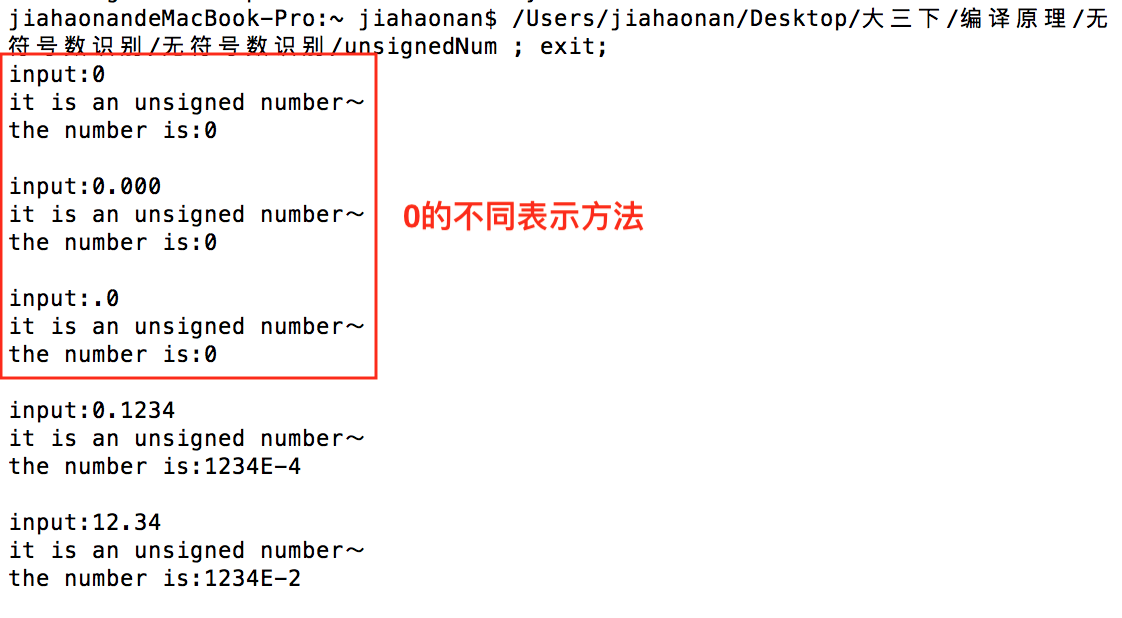 jiahaonandeMacBook-Pro:~ jiahaonan$ /Users/jiahaonan/Desktop/大三下/编译原理/无
符号数识别/无符号数识别/unsignedNum ; exit;
input:0
it is an unsigned number～
the number is:0
input:0.000
it is an unsigned number～
the number is:0
0的不同表示方法
input:.0
it is an unsigned number～
the number is:0
input:0.1234
it is an unsigned number～
the number is:1234E-4
input:12.34
it is an unsigned number～
the number is:1234E-2